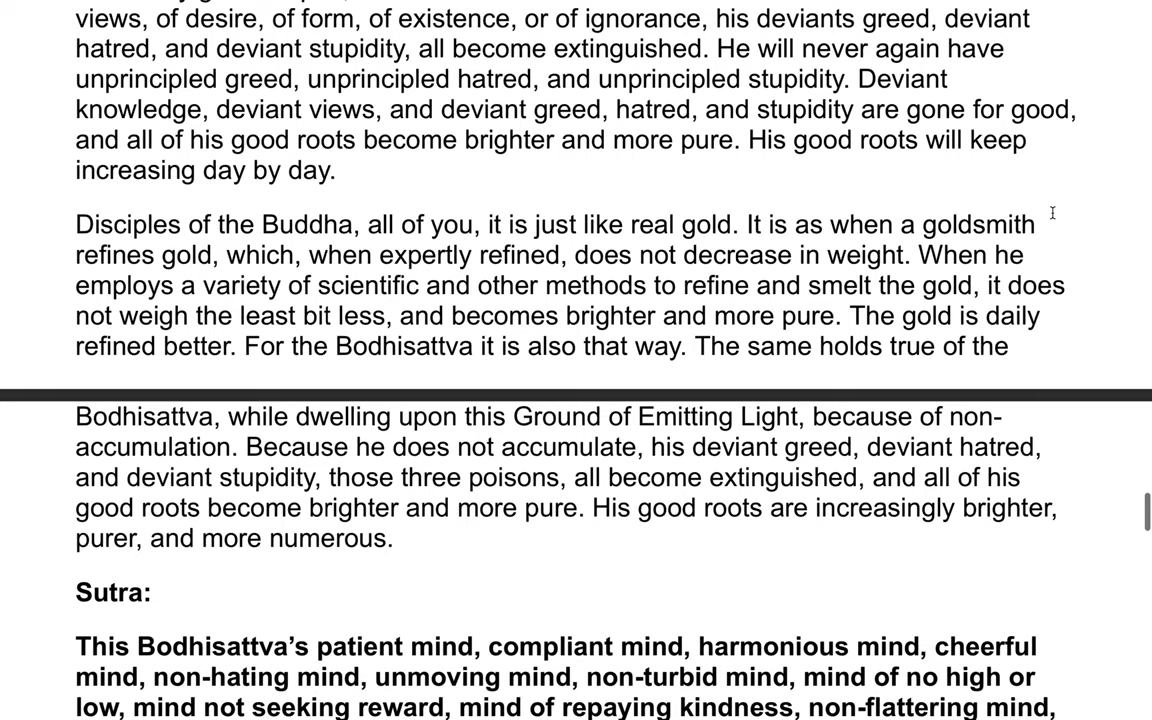 views, of desire, of form, of existence, or of ignorance, his deviants greed, deviant
hatred, and deviant stupidity, all become extinguished. He will never again have
unprincipled greed, unprincipled hatred, and unprincipled stupidity. Deviant
knowledge, deviant views, and deviant greed, hatred, and stupidity are gone for good,
and all of his good roots become brighter and more pure. His good roots will keep
increasing day by day.
Disciples of the Buddha, all of you, it is just like real gold. It is as when a goldsmith
refines gold, which, when expertly refined, does not decrease in weight. When he
employs a variety of scientific and other methods to refine and smelt the gold, it does
not weigh the least bit less, and becomes brighter and more pure. The gold is daily
refined better. For the Bodhisattva it is also that way. The same holds true of the
Bodhisattva, while dwelling upon this Ground of Emitting Light, because of non-
accumulation. Because he does not accumulate, his deviant greed, deviant hatred,
and deviant stupidity, those three poisons, all become extinguished, and all of his
good roots become brighter and more pure. His good roots are increasingly brighter,
purer, and more numerous.
Sutra:
This Bodhisattva’s patient mind, compliant mind, harmonious mind, cheerful
mind, non-hating mind, unmoving mind, non-turbid mind, mind of no high or
low, mind not seeking reward, mind of repaying kindness, non-flattering mind,